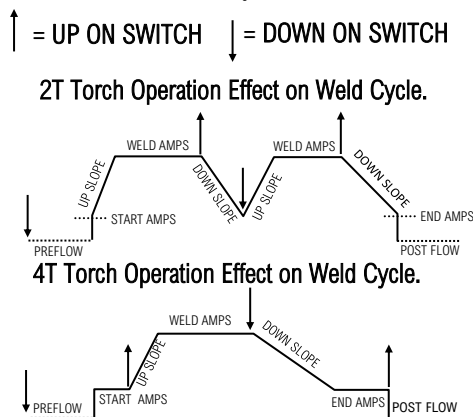 = UP ON SWITCH = DOWN ON SWITCH
2T Torch Operation Effect on Weld Cycle.
WELD AMPS WELD AMPS
UP SLOPE DOWN SLOPE UP SLOPE DOWN SLOPE
START AMPS END AMPS
PREFLOW POST FLOW
4T Torch Operation Effect on Weld Cycle.
WELD AMPS
UP SLOPE DOWN SLOPE
PREFLOW START AMPS END AMPS POST FLOW